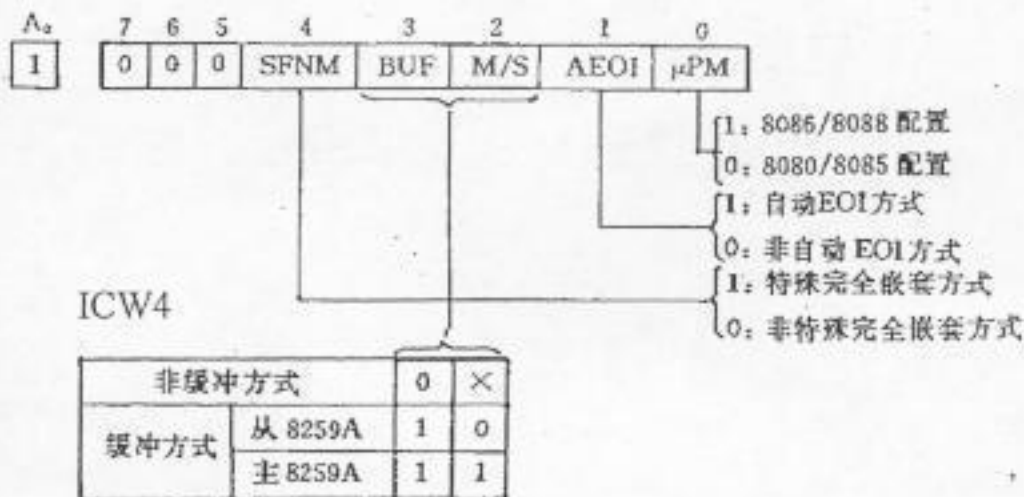 A₀ 7 6 5 4 3 2 1 0
1 0 0 0 SFNM BUF M/S AEOI μPM
1：8086/8088 配置
0：8080/8085 配置
1：自动EOI方式
0：非自动 EOI方式
1：特殊完全嵌套方式
0：非特殊完全嵌套方式
ICW4
非缓冲方式 0 ×
缓冲方式 从 8259A 1 0
主 8259A 1 1